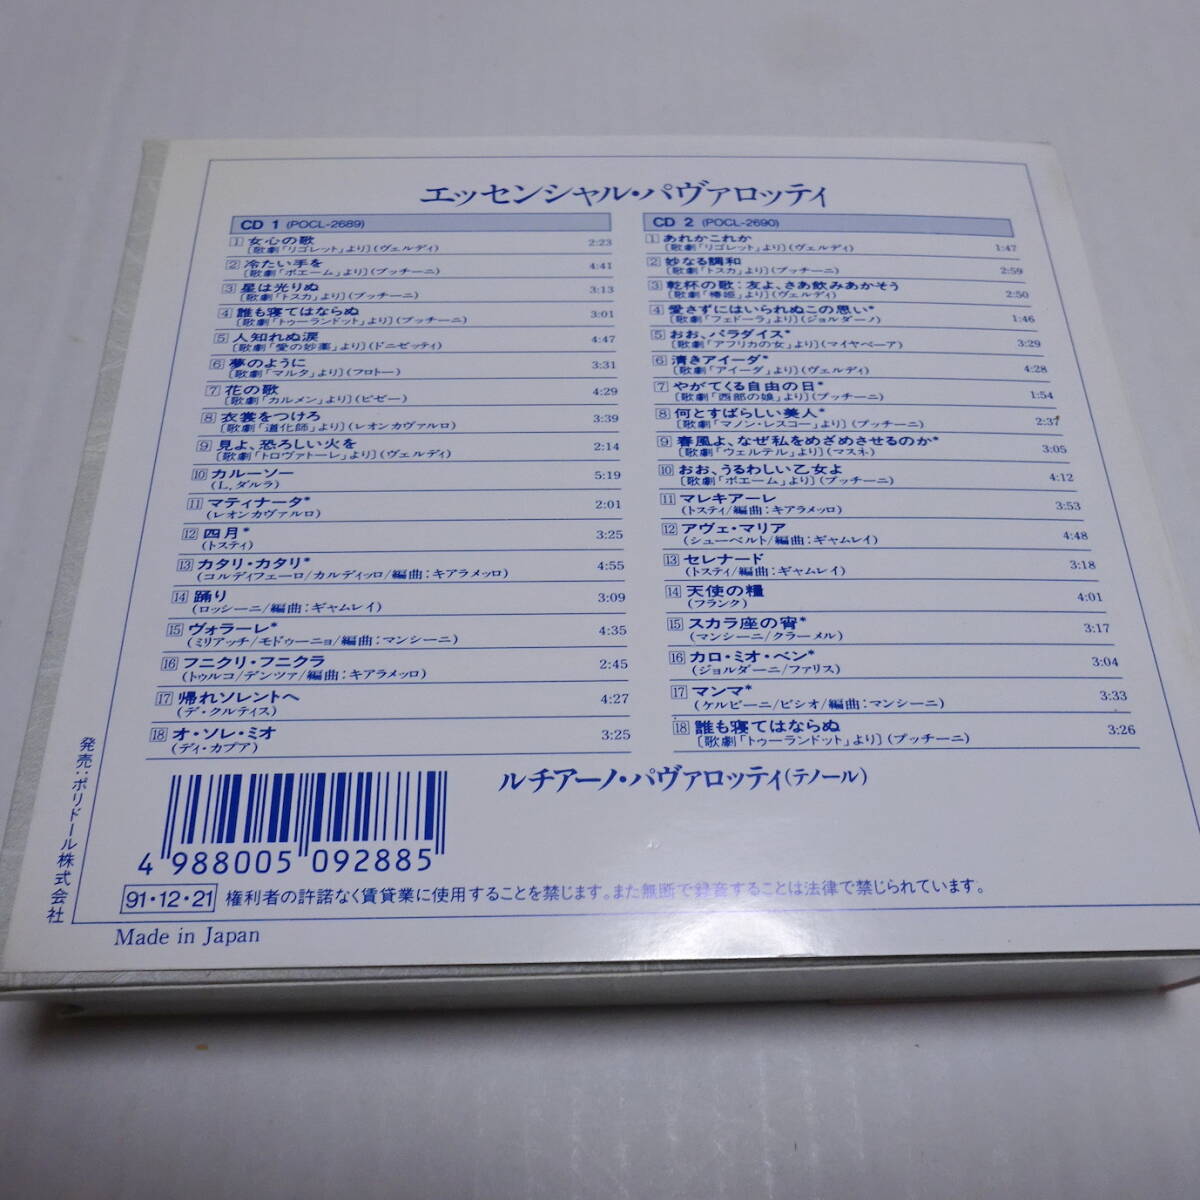 エッセンシャル・パヴァロッティ
CD 1 (POCL-2689)
1 女心の歌
〔歌劇「リゴレット」より〕(ヴェルディ) 2:23
2 冷たい手を
〔歌劇「ボエーム」より〕(プッチーニ) 4:41
3 星は光りぬ
〔歌劇「トスカ」より〕(プッチーニ) 3:13
4 誰も寝てはならぬ
〔歌劇「トゥーランドット」より〕(プッチーニ) 3:01
5 人知れぬ涙
〔歌劇「愛の妙薬」より〕(ドニゼッティ) 4:47
6 夢のように
〔歌劇「マルタ」より〕(フロトー) 3:31
7 花の歌
〔歌劇「カルメン」より〕(ビゼー) 4:29
8 衣裳をつけろ
〔歌劇「道化師」より〕(レオンカヴァルロ) 3:39
9 見よ、恐ろしい火を
〔歌劇「トロヴァトーレ」より〕(ヴェルディ) 2:14
10 カルーソー
(L.ダルラ) 5:19
11 マティナータ*
(レオンカヴァルロ) 2:01
12 四月*
(トスティ) 3:25
13 カタリ・カタリ*
(コルディフェーロ/カルディッロ/編曲:キアラメッロ) 4:55
14 踊り
(ロッシーニ/編曲:ギャムレイ) 3:09
15 ヴォラーレ*
(ミリアッチ/モドゥーニョ/編曲:マンシーニ) 4:35
16 フニクリ・フニクラ
(トゥルコ/デンツァ/編曲:キアラメッロ) 2:45
17 帰れソレントへ
(デ・クルティス) 4:27
18 オ・ソレ・ミオ
(ディ・カプア) 3:25
CD 2 (POCL-2690)
1 あれかこれか
〔歌劇「リゴレット」より〕(ヴェルディ) 1:47
2 妙なる調和
〔歌劇「トスカ」より〕(プッチーニ) 2:59
3 乾杯の歌:友よ、さあ飲みあかそう
〔歌劇「椿姫」より〕(ヴェルディ) 2:50
4 愛さずにはいられぬこの思い*
〔歌劇「フェドーラ」より〕(ジョルダーノ) 1:46
5 おお、パラダイス*
〔歌劇「アフリカの女」より〕(マイヤベーア) 3:29
6 清きアイーダ*
〔歌劇「アイーダ」より〕(ヴェルディ) 4:28
7 やがてくる自由の日*
〔歌劇「西部の娘」より〕(プッチーニ) 1:54
8 何とすばらしい美人*
〔歌劇「マノン・レスコー」より〕(プッチーニ) 2:37
9 春風よ、なぜ私をめざめさせるのか*
〔歌劇「ウェルテル」より〕(マスネ) 3:05
10 おお、うるわしい乙女よ
〔歌劇「ボエーム」より〕(プッチーニ) 4:12
11 マレキアーレ
(トスティ/編曲:キアラメッロ) 3:53
12 アヴェ・マリア
(シューベルト/編曲:ギャムレイ) 4:48
13 セレナード
(トスティ/編曲:ギャムレイ) 3:18
14 天使の糧
(フランク) 4:01
15 スカラ座の宵*
(マンシーニ/クラーメル) 3:17
16 カロ・ミオ・ベン*
(ジョルダーニ/ファリス) 3:04
17 マンマ*
(ケルビーニ/ビシオ/編曲:マンシーニ) 3:33
18 誰も寝てはならぬ
〔歌劇「トゥーランドット」より〕(プッチーニ) 3:26
ルチアーノ・パヴァロッティ(テノール)
4 988005 092885
91・12・21 権利者の許諾なく賃貸業に使用することを禁じます。また無断で録音することは法律で禁じられています。
発売:ポリドール株式会社
Made in Japan